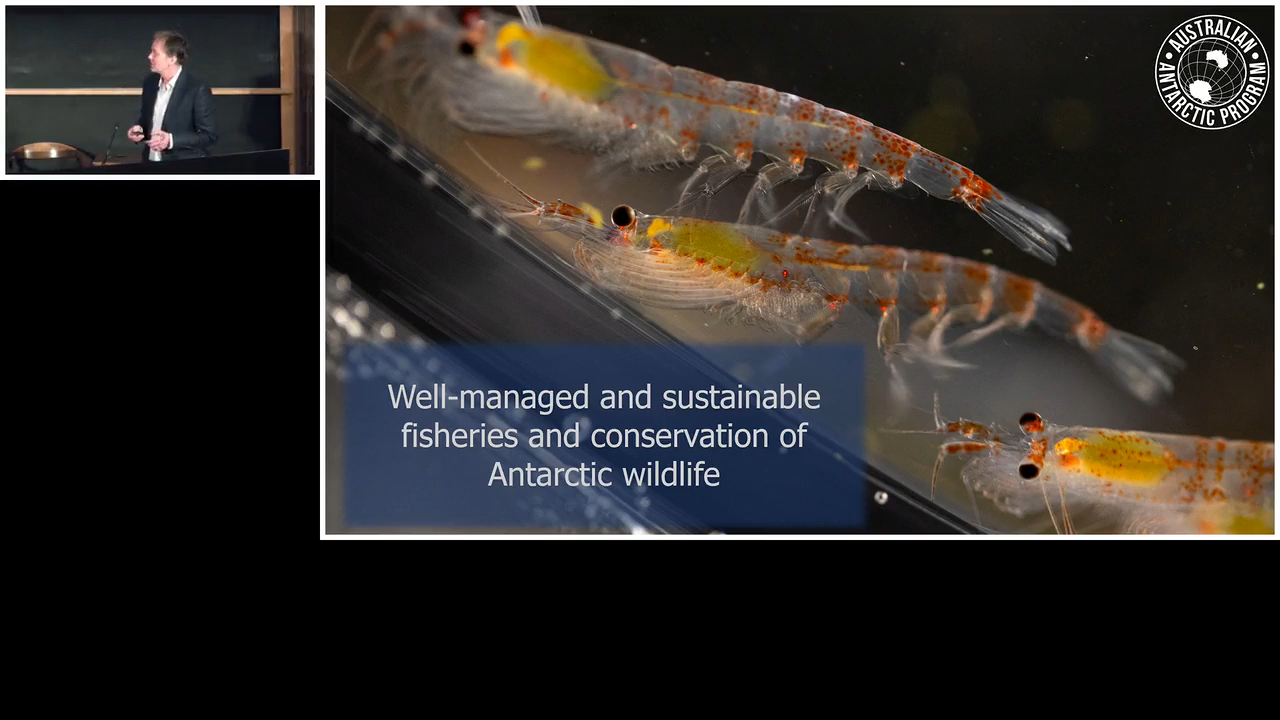 AUSTRALIAN
ANTARCTIC PROGRAM
Well-managed and sustainable
fisheries and conservation of
Antarctic wildlife